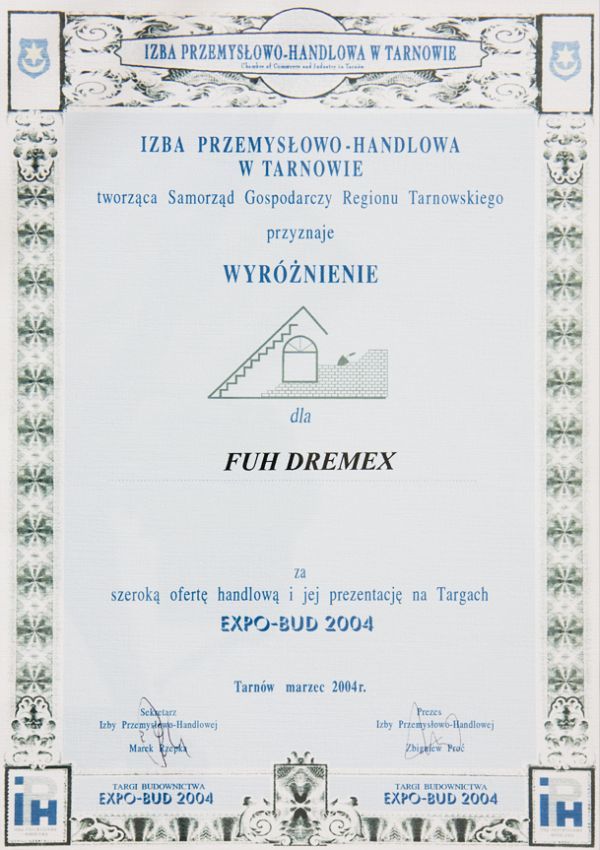 IZBA PRZEMYSŁOWO-HANDLOWA W TARNOWIE
Chamber of Commerce and Industry in Tarnów
IZBA PRZEMYSŁOWO-HANDLOWA
W TARNOWIE
tworząca Samorząd Gospodarczy Regionu Tarnowskiego
przyznaje
WYRÓŻNIENIE
dla
FUH DREMEX
za
szeroką ofertę handlową i jej prezentację na Targach
EXPO-BUD 2004
Tarnów marzec 2004r.
Sekretarz
Izby Przemysłowo-Handlowej
Marek Rzepka
Prezes
Izby Przemysłowo-Handlowej
Zbigniew Proć
IPH
TARGI BUDOWNICTWA
EXPO-BUD 2004
TARGI BUDOWNICTWA
EXPO-BUD 2004
IPH